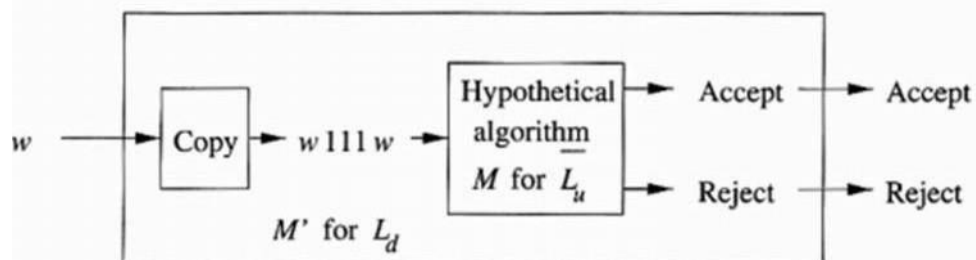 Hypothetical
Accept
Accept
w
Copy
w 111 w
algorithm
M for L̅u
Reject
Reject
M' for Ld